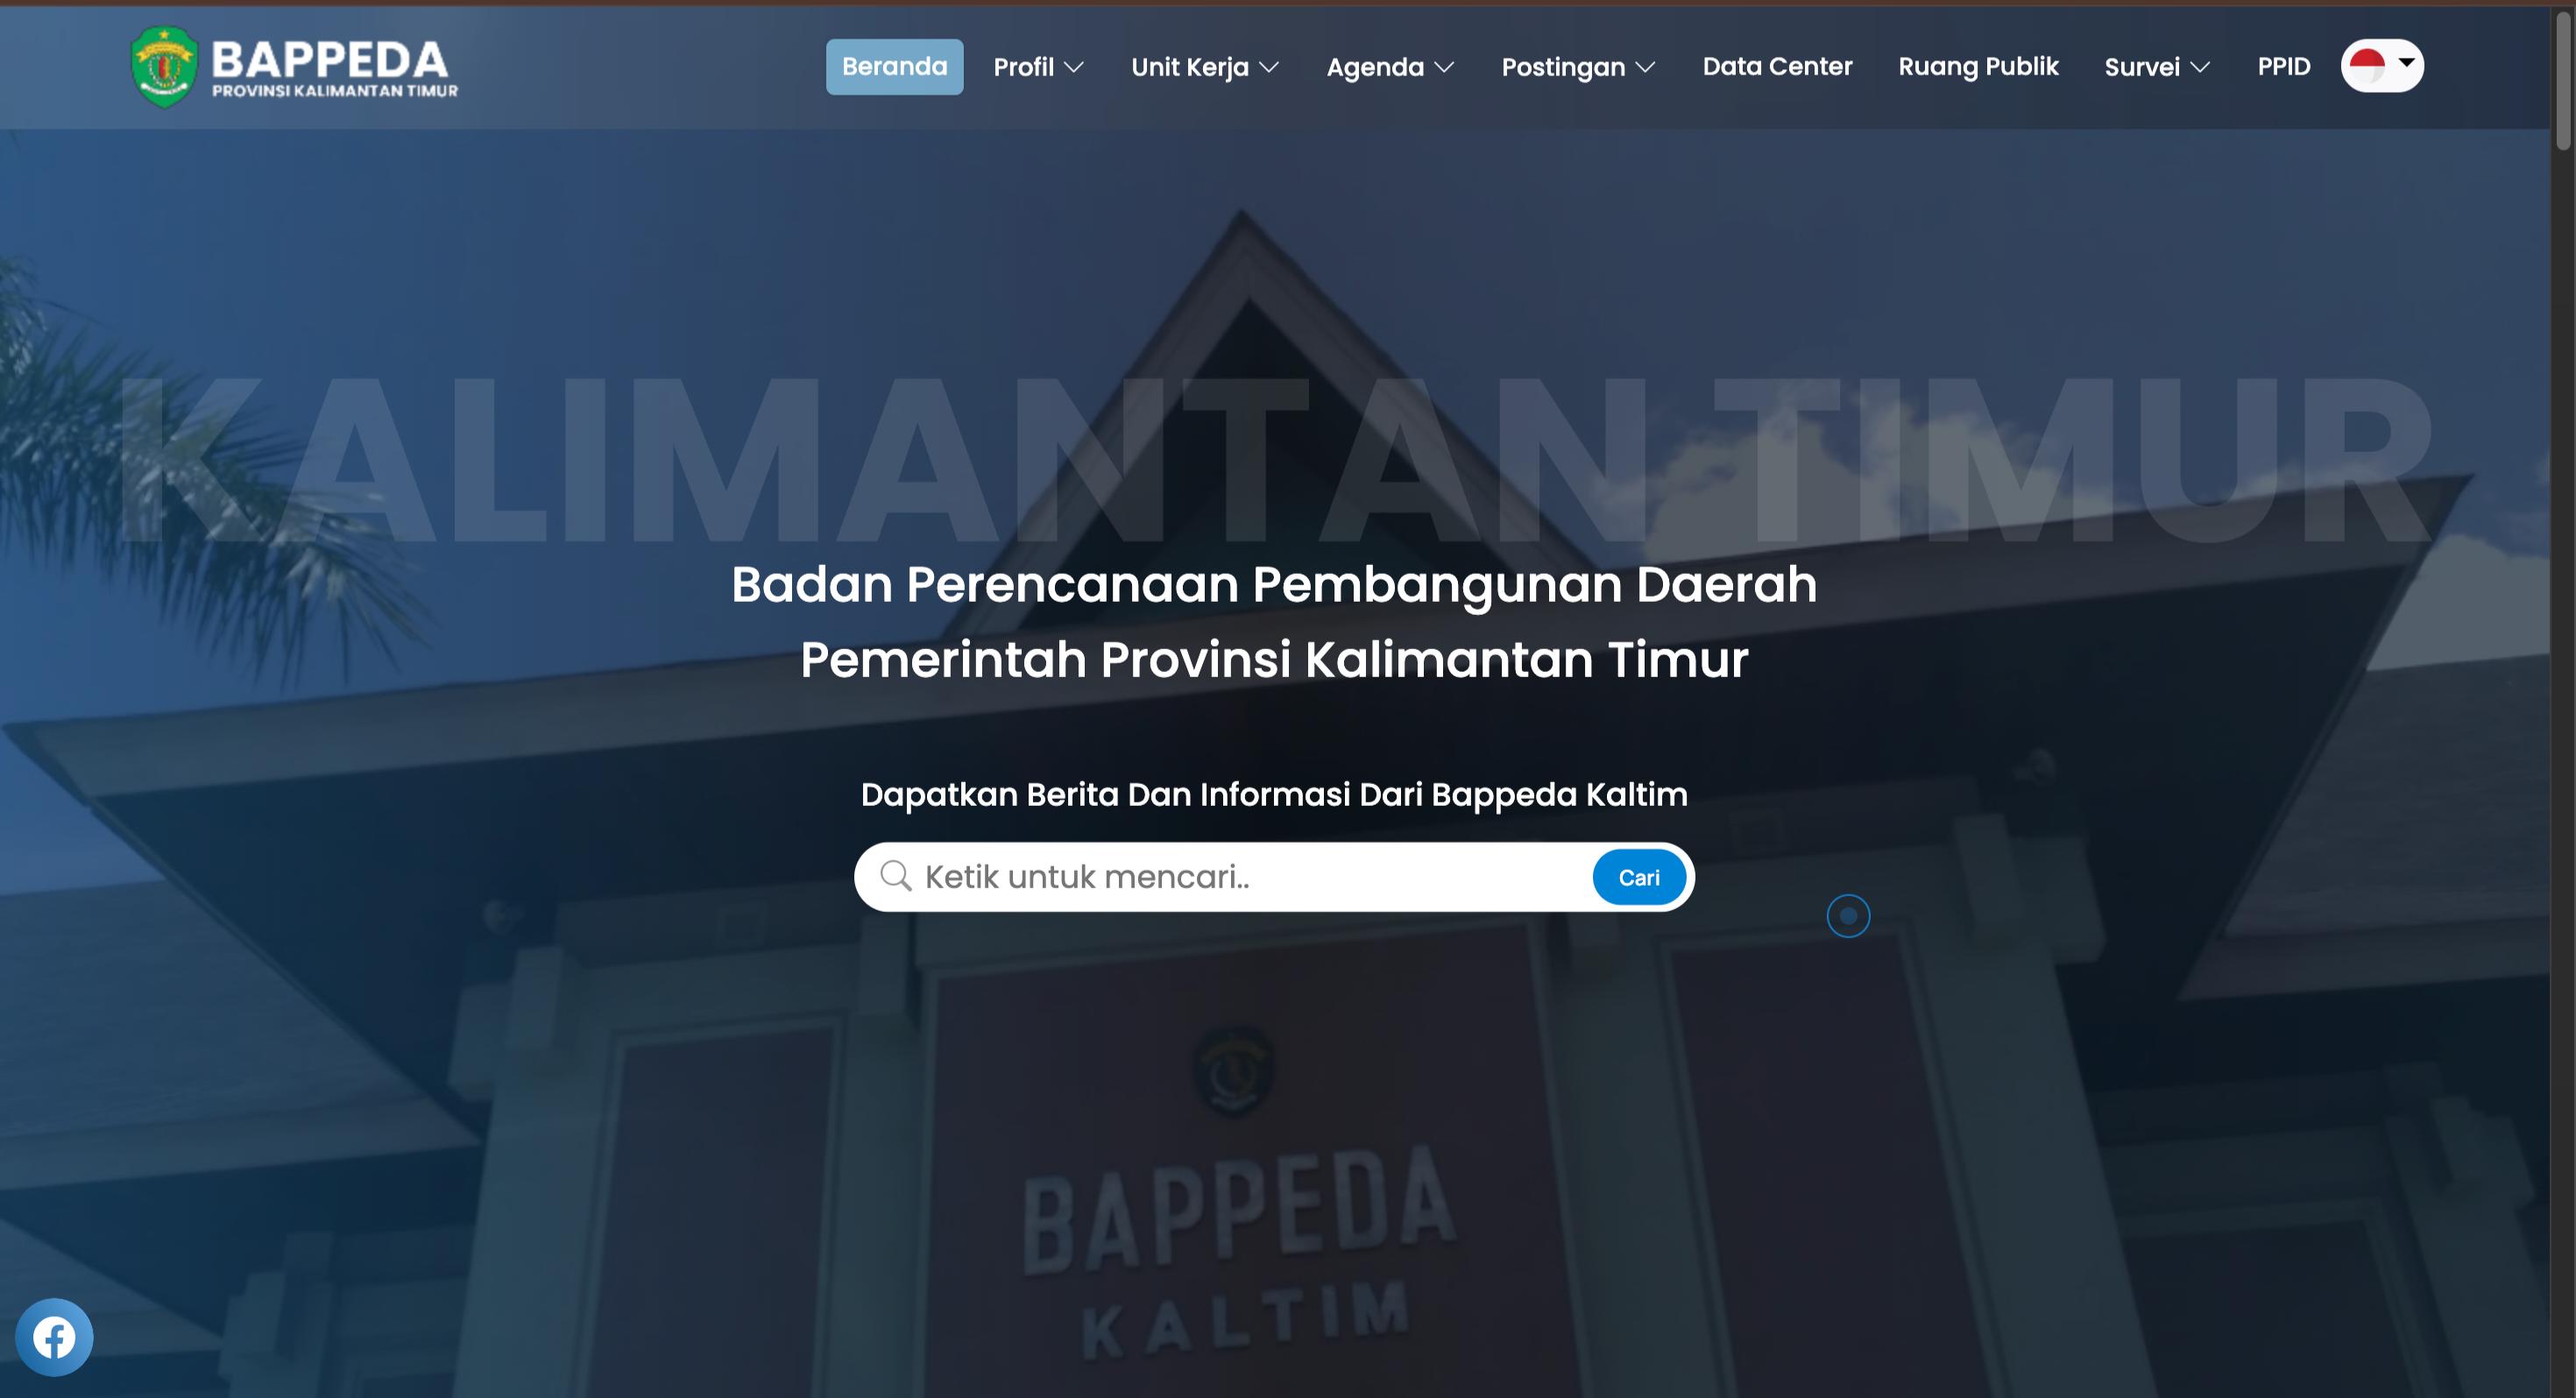 BAPPEDA
PROVINSI KALIMANTAN TIMUR
Beranda Profil Unit Kerja Agenda Postingan Data Center Ruang Publik Survei PPID
KALIMANTAN TIMUR
Badan Perencanaan Pembangunan Daerah
Pemerintah Provinsi Kalimantan Timur
Dapatkan Berita Dan Informasi Dari Bappeda Kaltim
Ketik untuk mencari.. Cari
BAPPEDA
KALTIM